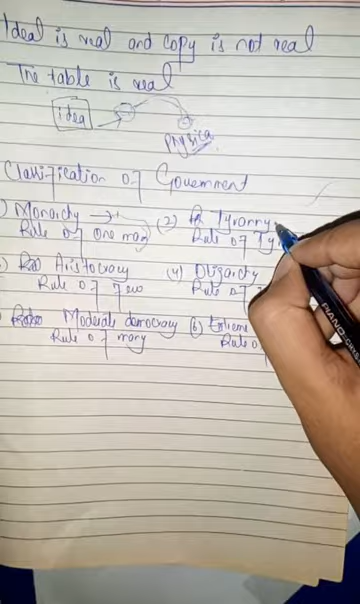 Ideal is real and copy is not real
The table is real
idea
physical
Classification of Government
) Monarchy → (2) Tyranny
Rule of one man Rule of Ty
) Aristocracy (4) Oligarchy
Rule of Few Rule of
Moderate democracy (6) Extreme
Rule of many Rule o
PIANO